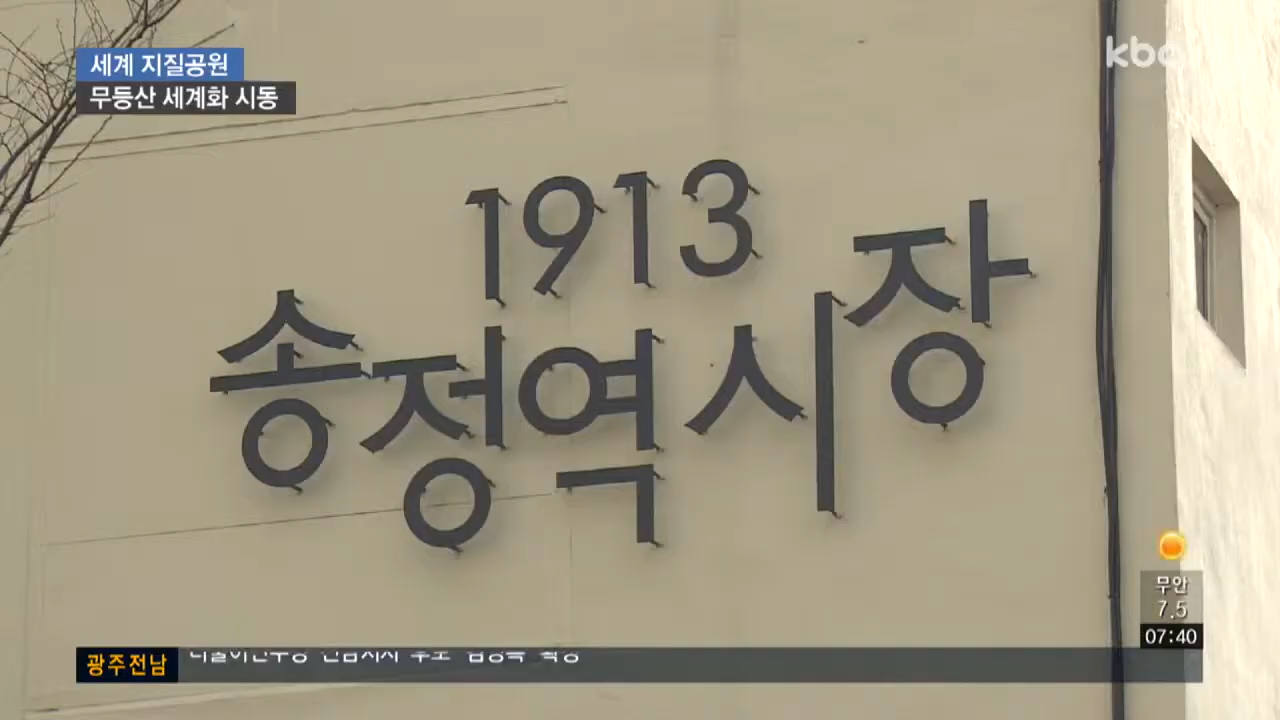 세계 지질공원
무등산 세계화 시동
kbc
1913
송정역시장
무안
7.5
07:40
광주전남